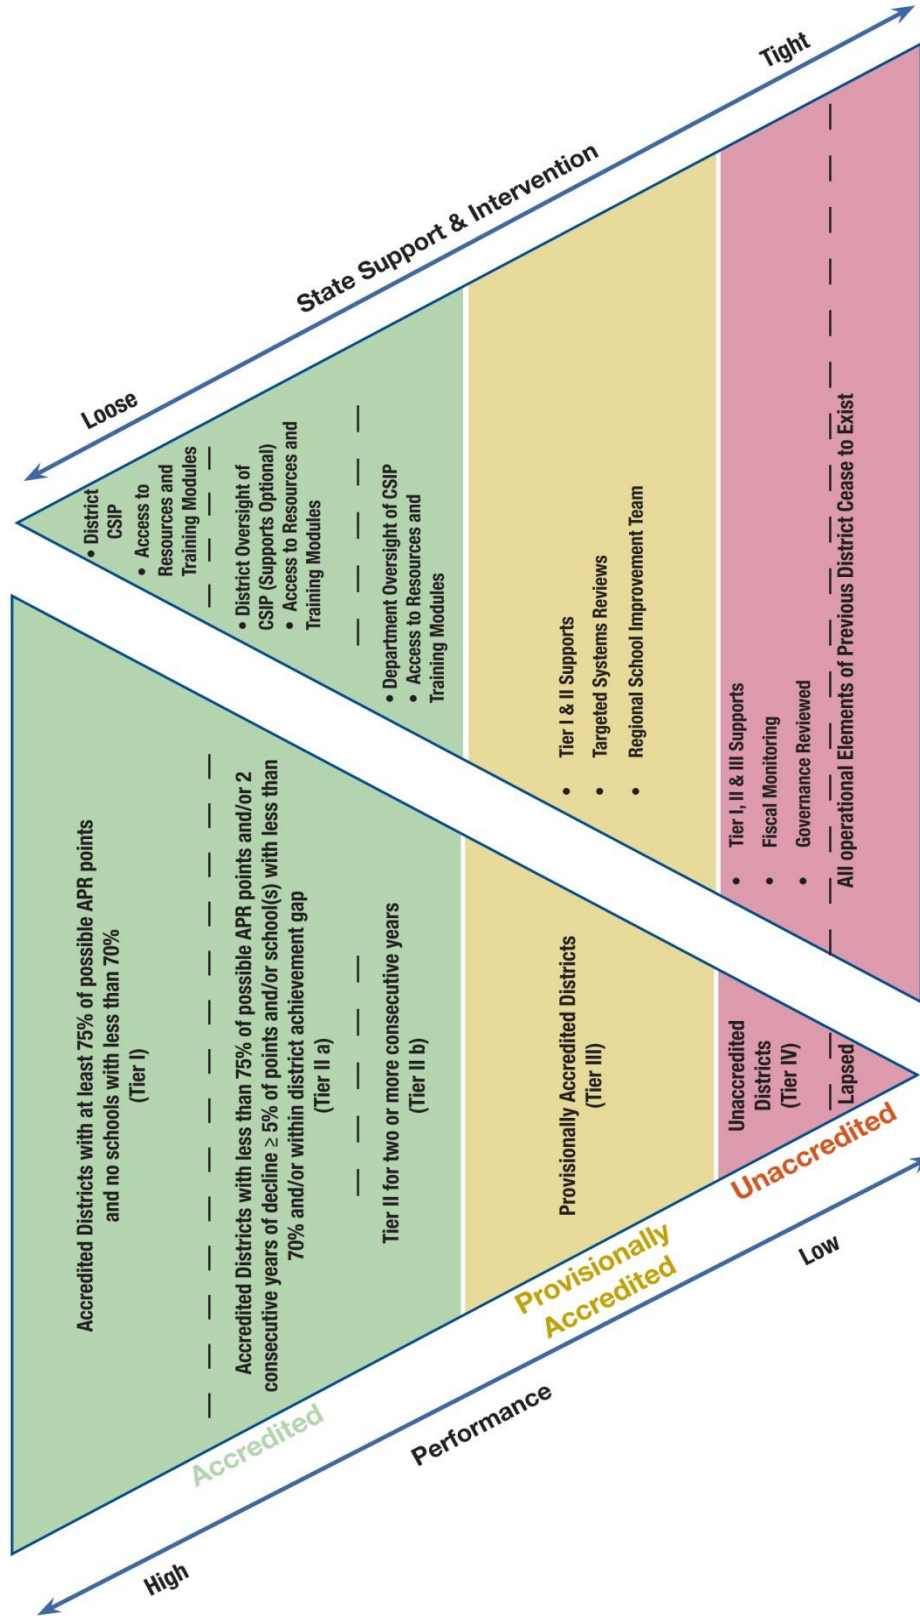 High
Performance
Low
Accredited
Provisionally
Accredited
Unaccredited
Accredited Districts with at least 75% of possible APR points
and no schools with less than 70%
(Tier I)
Accredited Districts with less than 75% of possible APR points and/or 2
consecutive years of decline ≥ 5% of points and/or school(s) with less than
70% and/or within district achievement gap
(Tier II a)
Tier II for two or more consecutive years
(Tier II b)
Provisionally Accredited Districts
(Tier III)
Unaccredited
Districts
(Tier IV)
Lapsed
• District
CSIP
• Access to
Resources and
Training Modules
• District Oversight of
CSIP (Supports Optional)
• Access to Resources and
Training Modules
• Department Oversight of CSIP
• Access to Resources and
Training Modules
• Tier I & II Supports
• Targeted Systems Reviews
• Regional School Improvement Team
• Tier I, II & III Supports
• Fiscal Monitoring
• Governance Reviewed
All operational Elements of Previous District Cease to Exist
Loose
State Support & Intervention
Tight